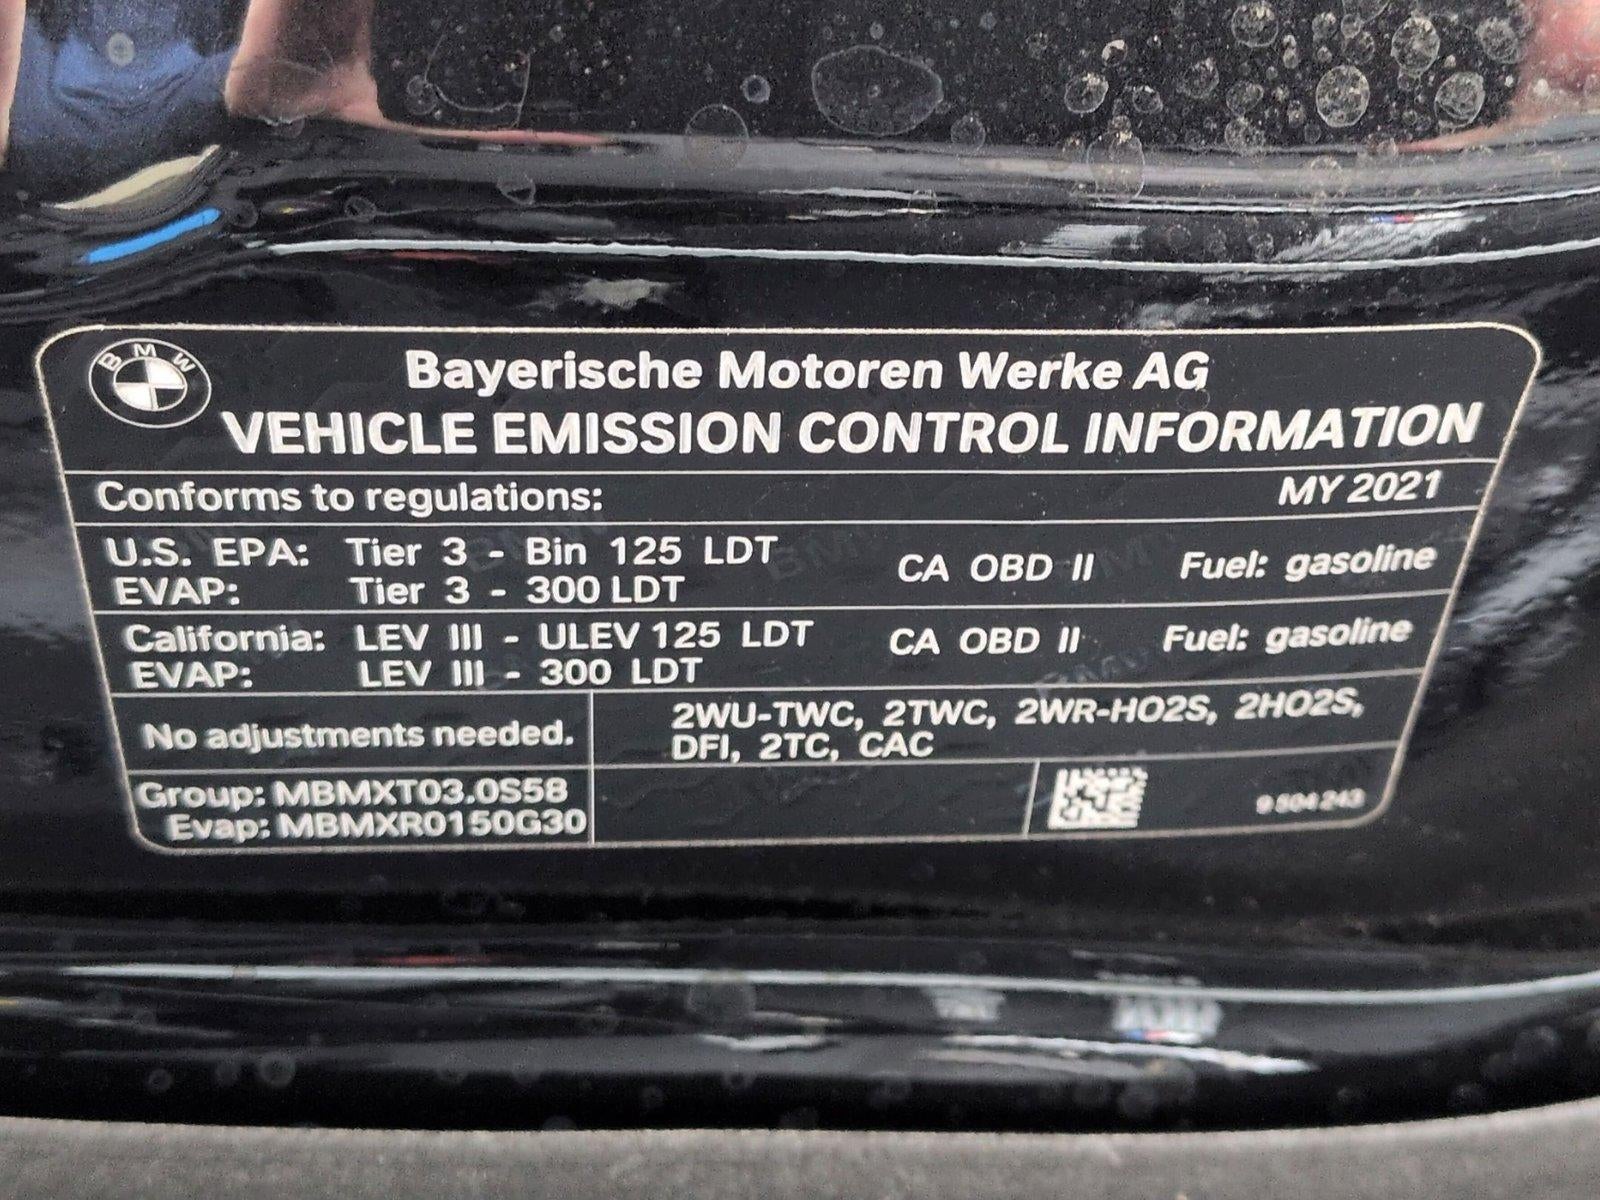 BMW
Bayerische Motoren Werke AG
VEHICLE EMISSION CONTROL INFORMATION
Conforms to regulations: MY 2021
U.S. EPA: Tier 3 - Bin 125 LDT CA OBD II Fuel: gasoline
EVAP: Tier 3 - 300 LDT
California: LEV III - ULEV 125 LDT CA OBD II Fuel: gasoline
EVAP: LEV III - 300 LDT
No adjustments needed.
2WU-TWC, 2TWC, 2WR-HO2S, 2HO2S,
DFI, 2TC, CAC
Group: MBMXT03.0S58
Evap: MBMXR0150G30
9 504 243